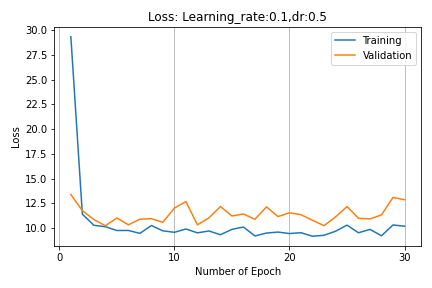 Loss: Learning_rate:0.1,dr:0.5
30.0
27.5
25.0
22.5
20.0
17.5
15.0
12.5
10.0
Loss
Training
Validation
0 10 20 30
Number of Epoch